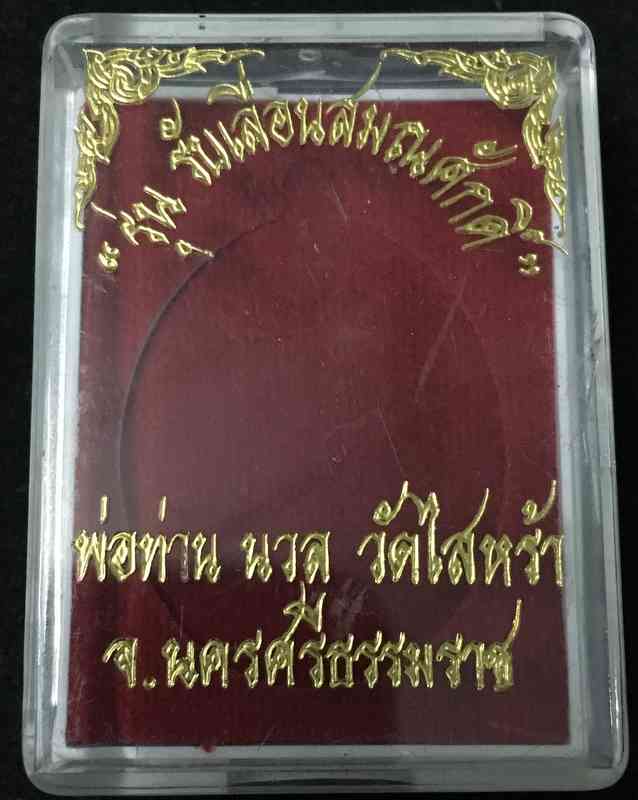 “รุ่น รับเลื่อนสมณศักดิ์”
พ่อท่าน นวล วัดไสหร้า
จ.นครศรีธรรมราช